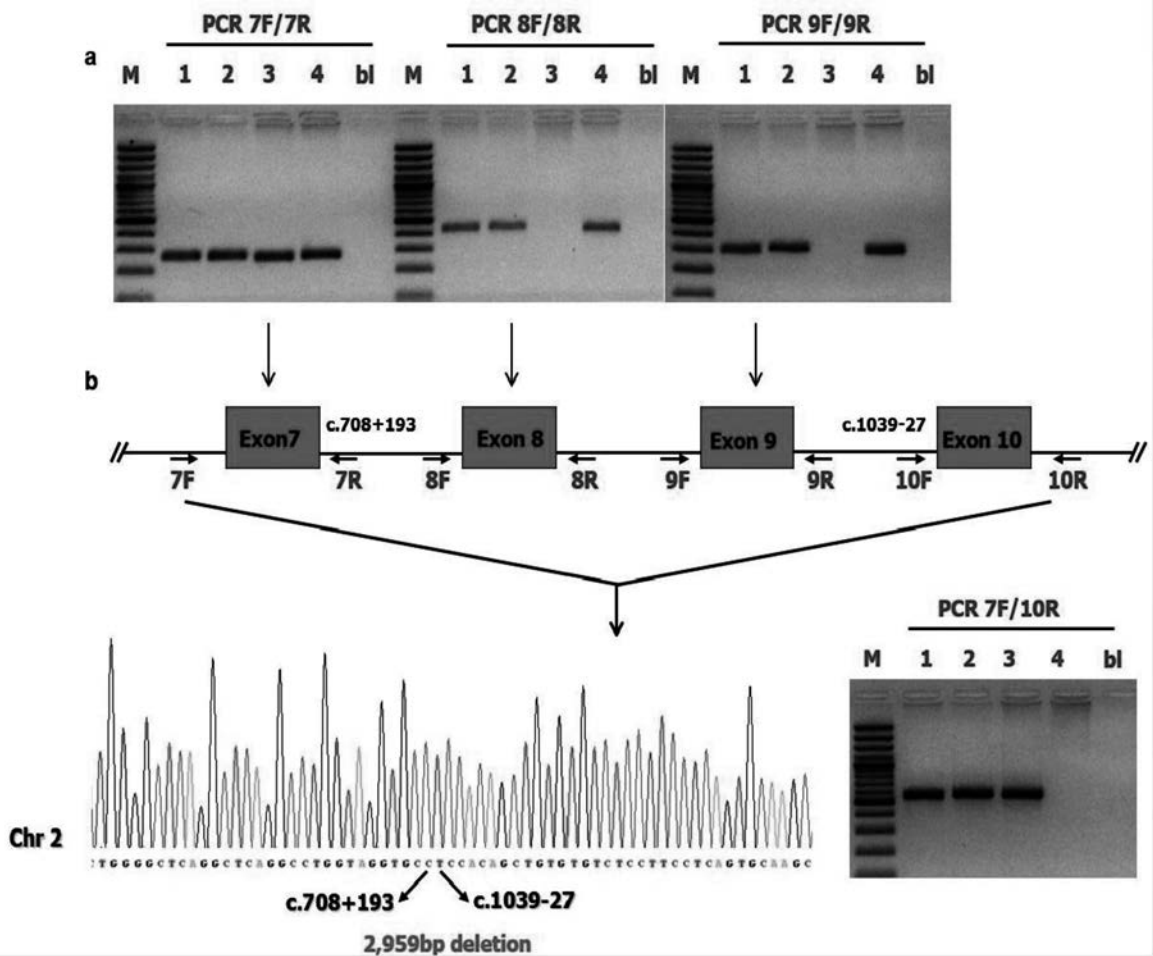 PCR 7F/7R PCR 8F/8R PCR 9F/9R
a
M 1 2 3 4 bl M 1 2 3 4 bl M 1 2 3 4 bl
b
Exon7 c.708+193 Exon 8 Exon 9 c.1039-27 Exon 10
7F 7R 8F 8R 9F 9R 10F 10R
PCR 7F/10R
M 1 2 3 4 bl
Chr 2
TGGGGCTCAGGCTCAGGCCTGGTAGGTGCCTCCACAGCTGTGTGTCTCCTTCCTCAGTGCAAGC
c.708+193 c.1039-27
2,959bp deletion